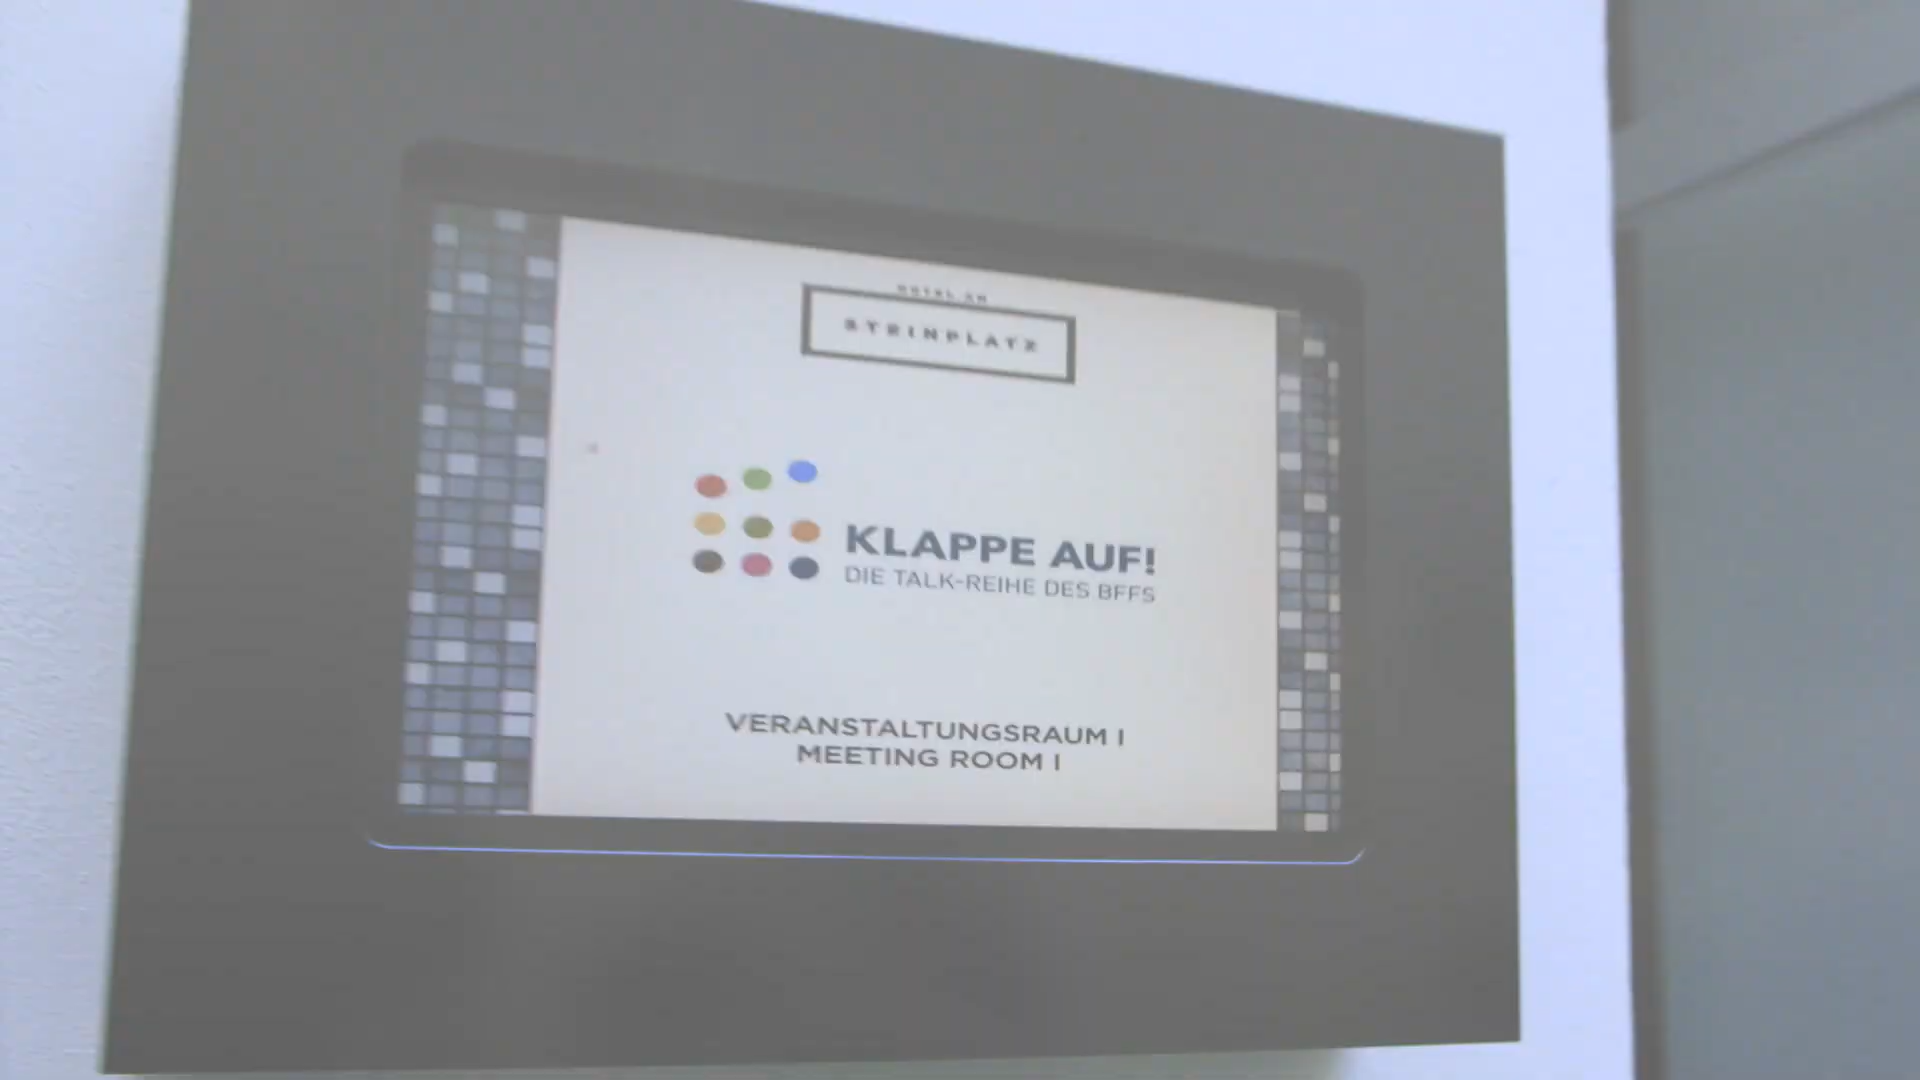 HOTEL AM
STEINPLATZ
KLAPPE AUF!
DIE TALK-REIHE DES BFFS
VERANSTALTUNGSRAUM I
MEETING ROOM I